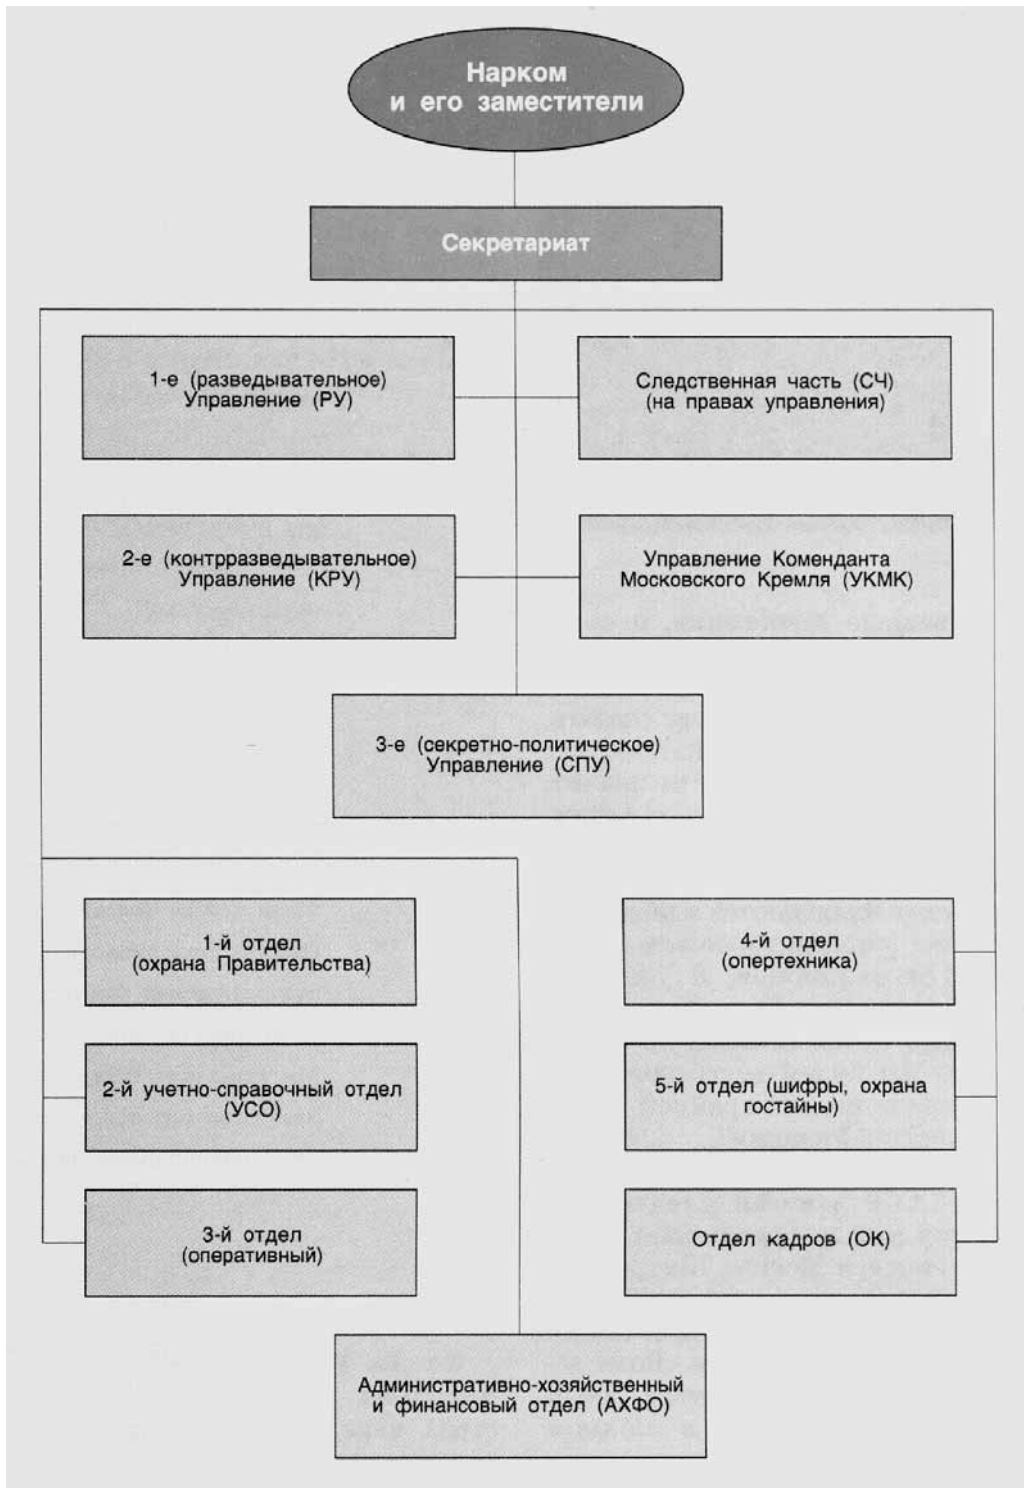 Нарком
и его заместители
Секретариат
1-е (разведывательное)
Управление (РУ)
Следственная часть (СЧ)
(на правах управления)
2-е (контрразведывательное)
Управление (КРУ)
Управление Коменданта
Московского Кремля (УКМК)
3-е (секретно-политическое)
Управление (СПУ)
1-й отдел
(охрана Правительства)
4-й отдел
(опертехника)
2-й учетно-справочный отдел
(УСО)
5-й отдел (шифры, охрана
гостайны)
3-й отдел
(оперативный)
Отдел кадров (ОК)
Административно-хозяйственный
и финансовый отдел (АХФО)